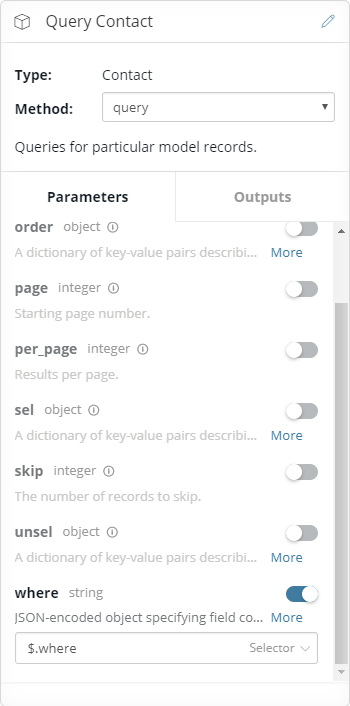 Query Contact
Type: Contact
Method: query
Queries for particular model records.
Parameters Outputs
order object
A dictionary of key-value pairs describi... More
page integer
Starting page number.
per_page integer
Results per page.
sel object
A dictionary of key-value pairs describi... More
skip integer
The number of records to skip.
unsel object
A dictionary of key-value pairs describi... More
where string
JSON-encoded object specifying field co... More
$.where Selector